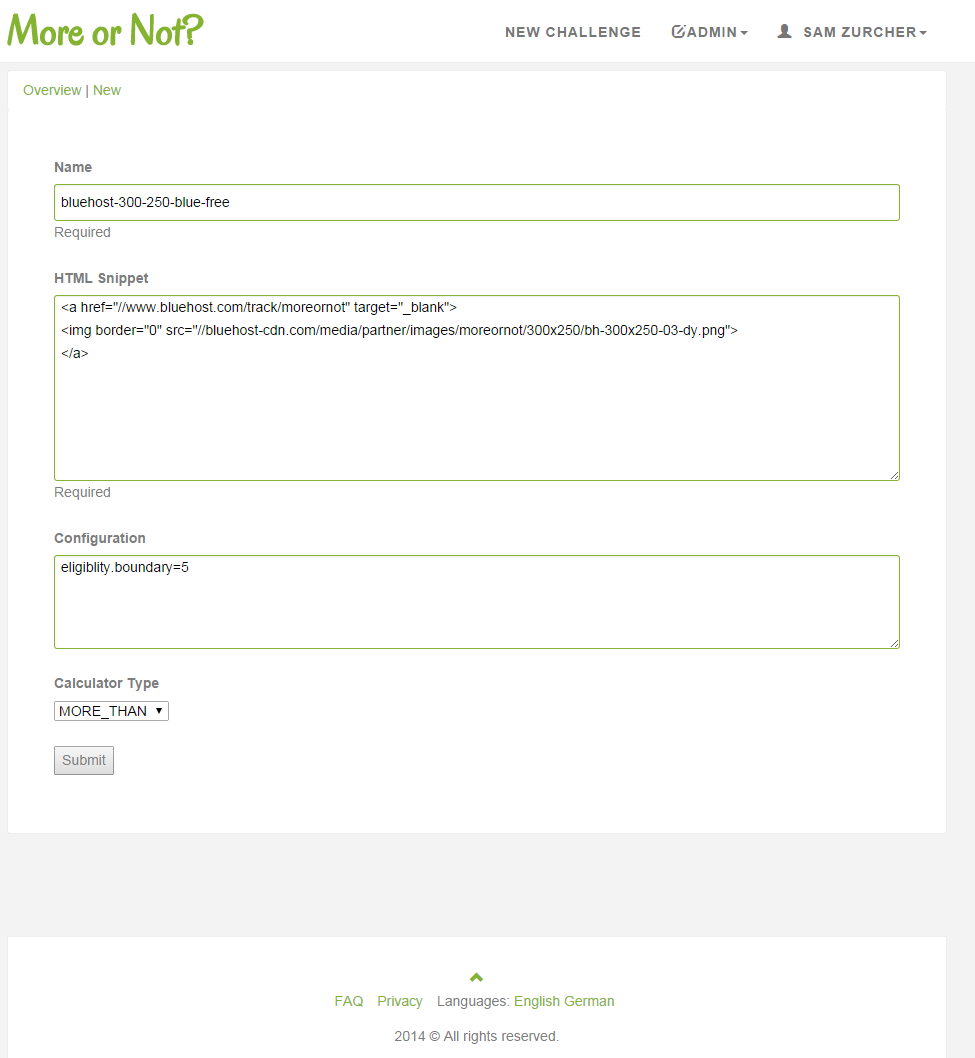 More or Not?
NEW CHALLENGE ADMIN SAM ZURCHER
Overview | New
Name
bluehost-300-250-blue-free
Required
HTML Snippet
<a href="//www.bluehost.com/track/moreornot" target="_blank">
<img border="0" src="//bluehost-cdn.com/media/partner/images/moreornot/300x250/bh-300x250-03-dy.png">
</a>
Required
Configuration
eligiblity.boundary=5
Calculator Type
MORE_THAN
Submit
FAQ Privacy Languages: English German
2014 © All rights reserved.